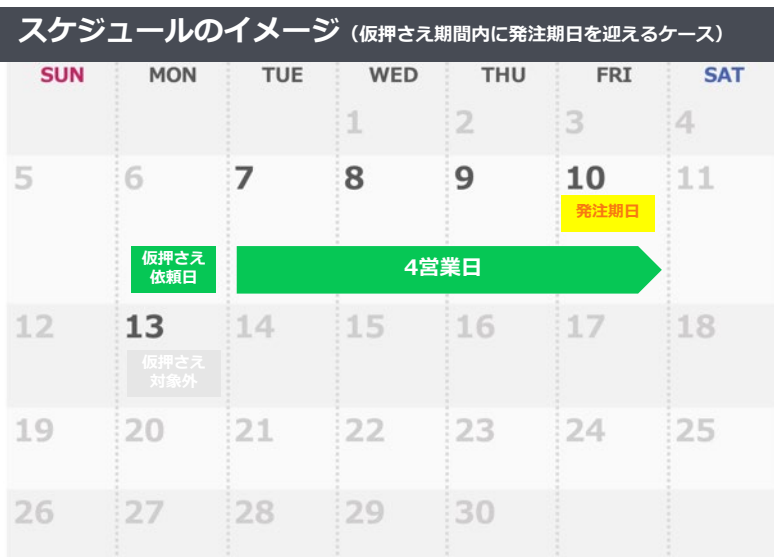 スケジュールのイメージ（仮押さえ期間内に発注期日を迎えるケース）
SUN MON TUE WED THU FRI SAT
1 2 3 4
5 6 7 8 9 10 11
発注期日
仮押さえ
依頼日
4営業日
12 13 14 15 16 17 18
仮押さえ
対象外
19 20 21 22 23 24 25
26 27 28 29 30